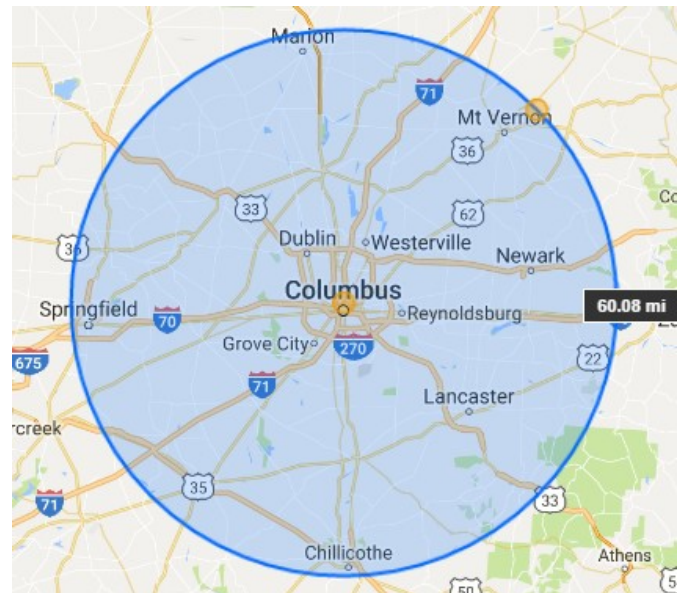 Marion
71
Mt Vernon
36
62
33
Dublin
Westerville
Newark
36
Columbus
60.08 mi
Springfield
70
Reynoldsburg
270
Grove City
22
675
71
Lancaster
rcreek
35
33
71
Chillicothe
Athens
50